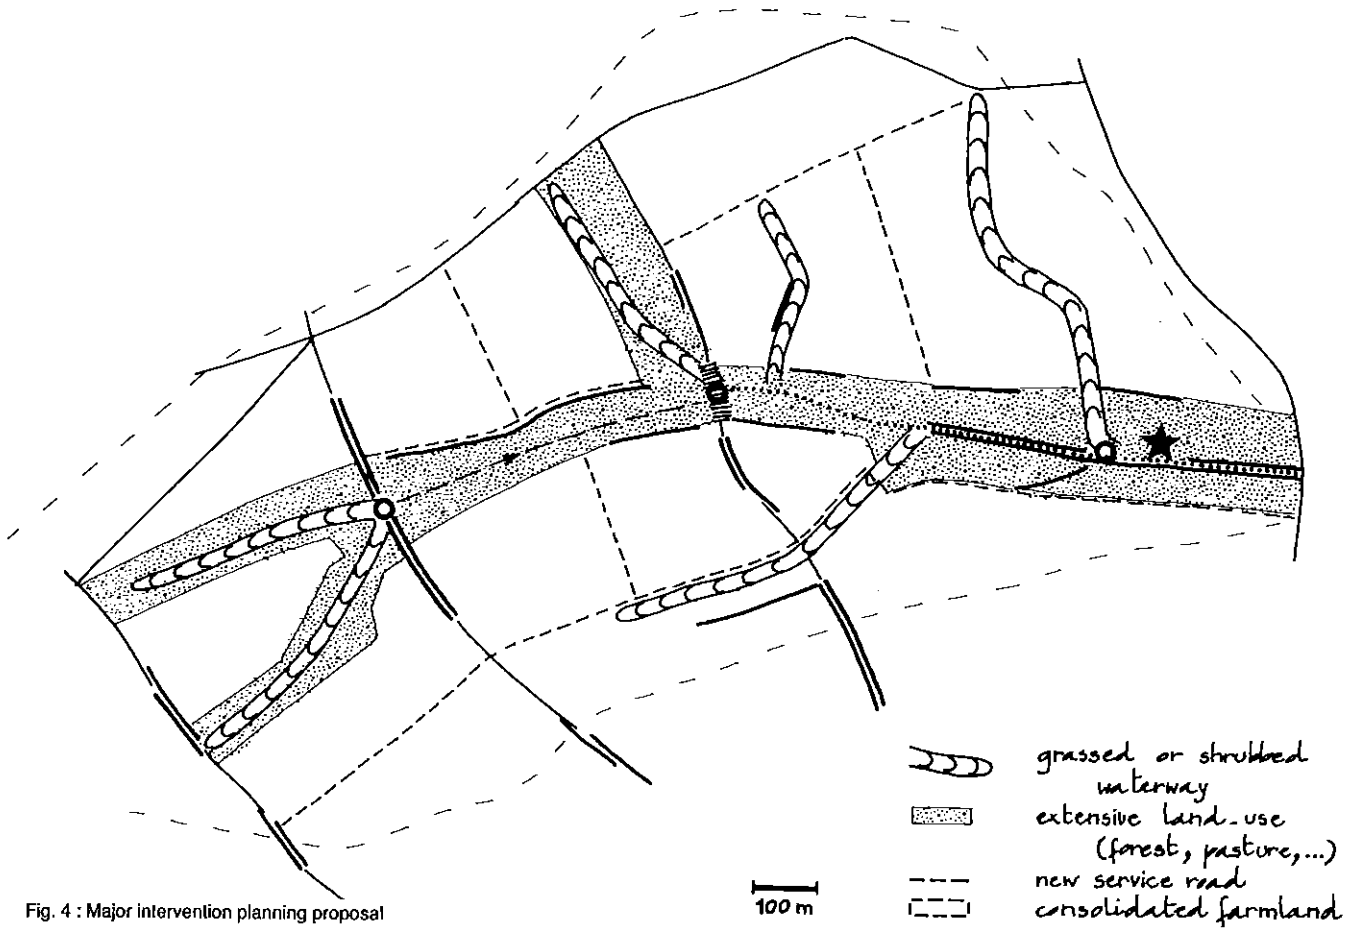 grassed or shrubbed
waterway
extensive land-use
(forest, pasture,...)
new service road
consolidated farmland
100 m
Fig. 4 : Major intervention planning proposal